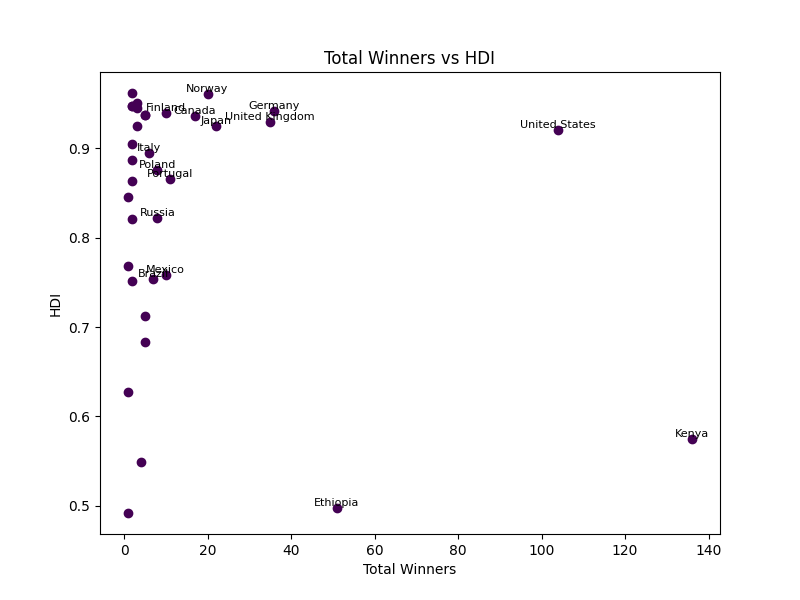 Total Winners vs HDI
Norway
Germany
Finland
Canada
United Kingdom
Japan
United States
Italy
Poland
Portugal
Russia
Mexico
Brazil
Kenya
Ethiopia
0.9
0.8
0.7
0.6
0.5
HDI
0 20 40 60 80 100 120 140
Total Winners